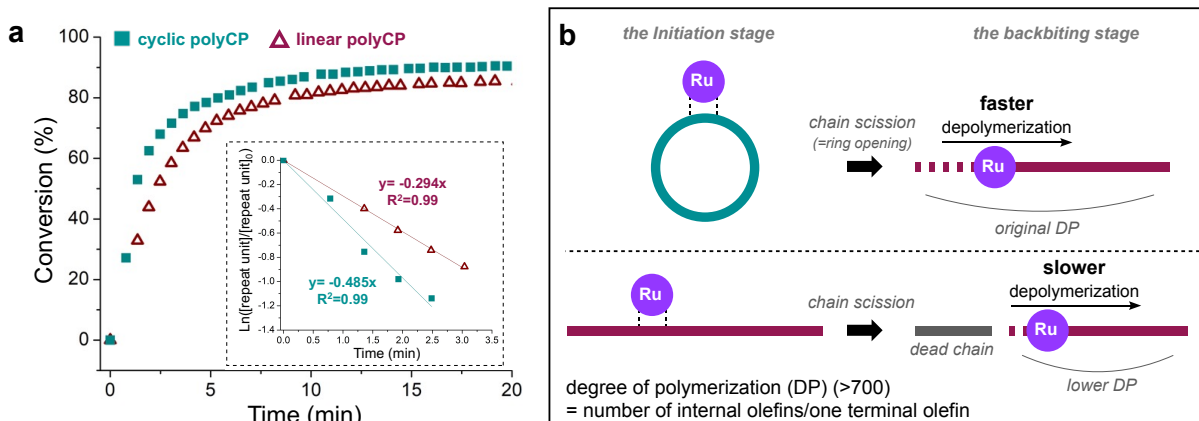 a
cyclic polyCP
linear polyCP
100
80
60
40
20
0
Conversion (%)
0
5
10
15
20
Time (min)
0.0
-0.2
-0.4
-0.6
-0.8
-1.0
-1.2
-1.4
Ln([repeat unit]/[repeat unit]₀)
y= -0.294x
R²=0.99
y= -0.485x
R²=0.99
0.0 0.5 1.0 1.5 2.0 2.5 3.0 3.5
Time (min)
b
the Initiation stage
the backbiting stage
Ru
chain scission
(=ring opening)
faster
depolymerization
Ru
original DP
Ru
chain scission
dead chain
slower
depolymerization
Ru
lower DP
degree of polymerization (DP) (>700)
= number of internal olefins/one terminal olefin